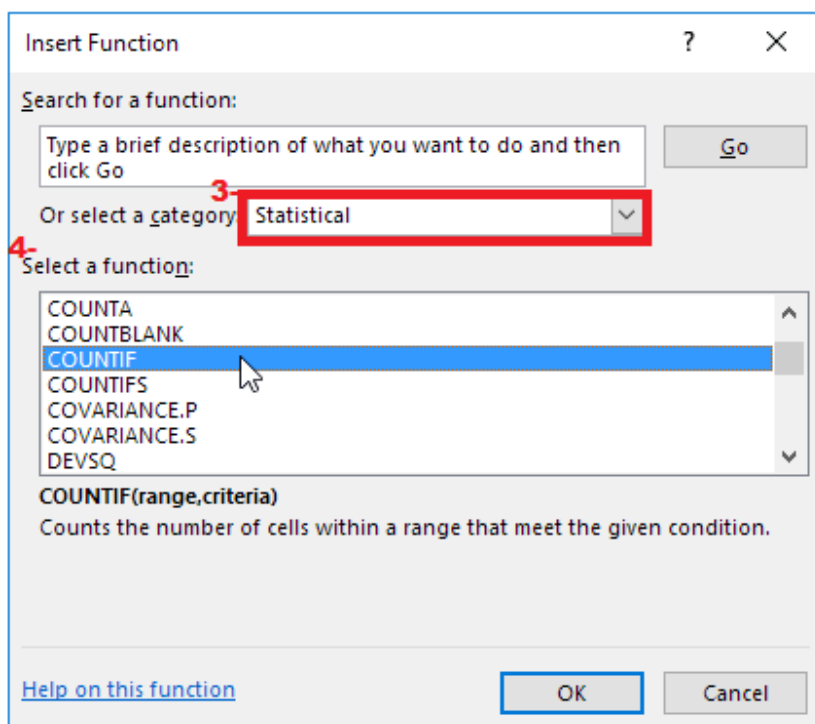 Insert Function
?
Search for a function:
Type a brief description of what you want to do and then
click Go
Go
3-
Or select a category: Statistical
4-
Select a function:
COUNTA
COUNTBLANK
COUNTIF
COUNTIFS
COVARIANCE.P
COVARIANCE.S
DEVSQ
COUNTIF(range,criteria)
Counts the number of cells within a range that meet the given condition.
Help on this function
OK
Cancel